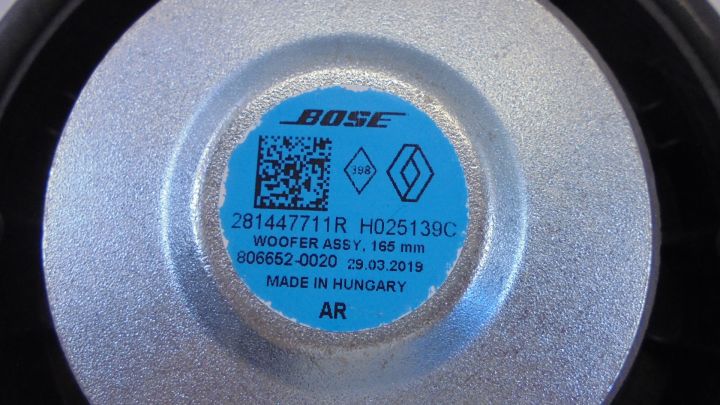 BOSE
398
281447711R H025139C
WOOFER ASSY, 165 mm
806652-0020 29.03.2019
MADE IN HUNGARY
AR